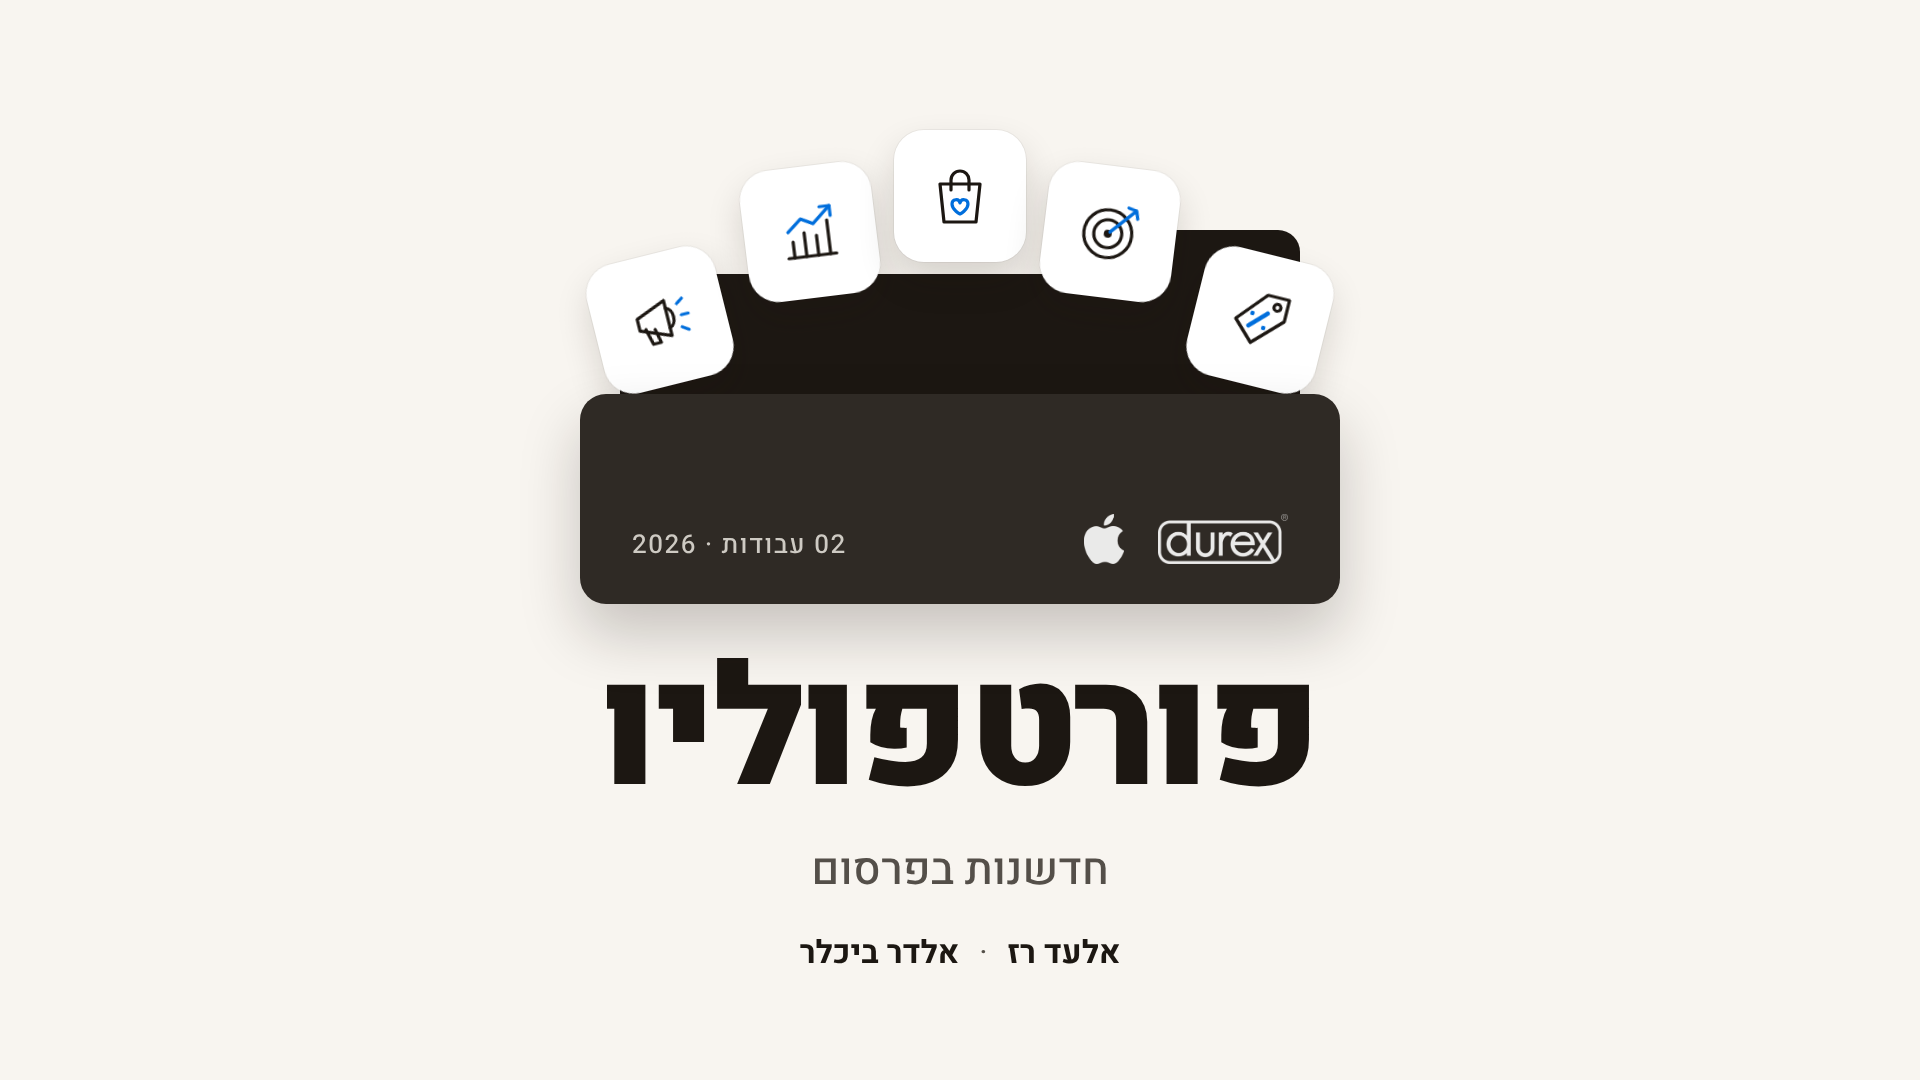 durex®
02 עבודות · 2026
פורטפוליו
חדשנות בפרסום
אלעד רז · אלדר ביכלר